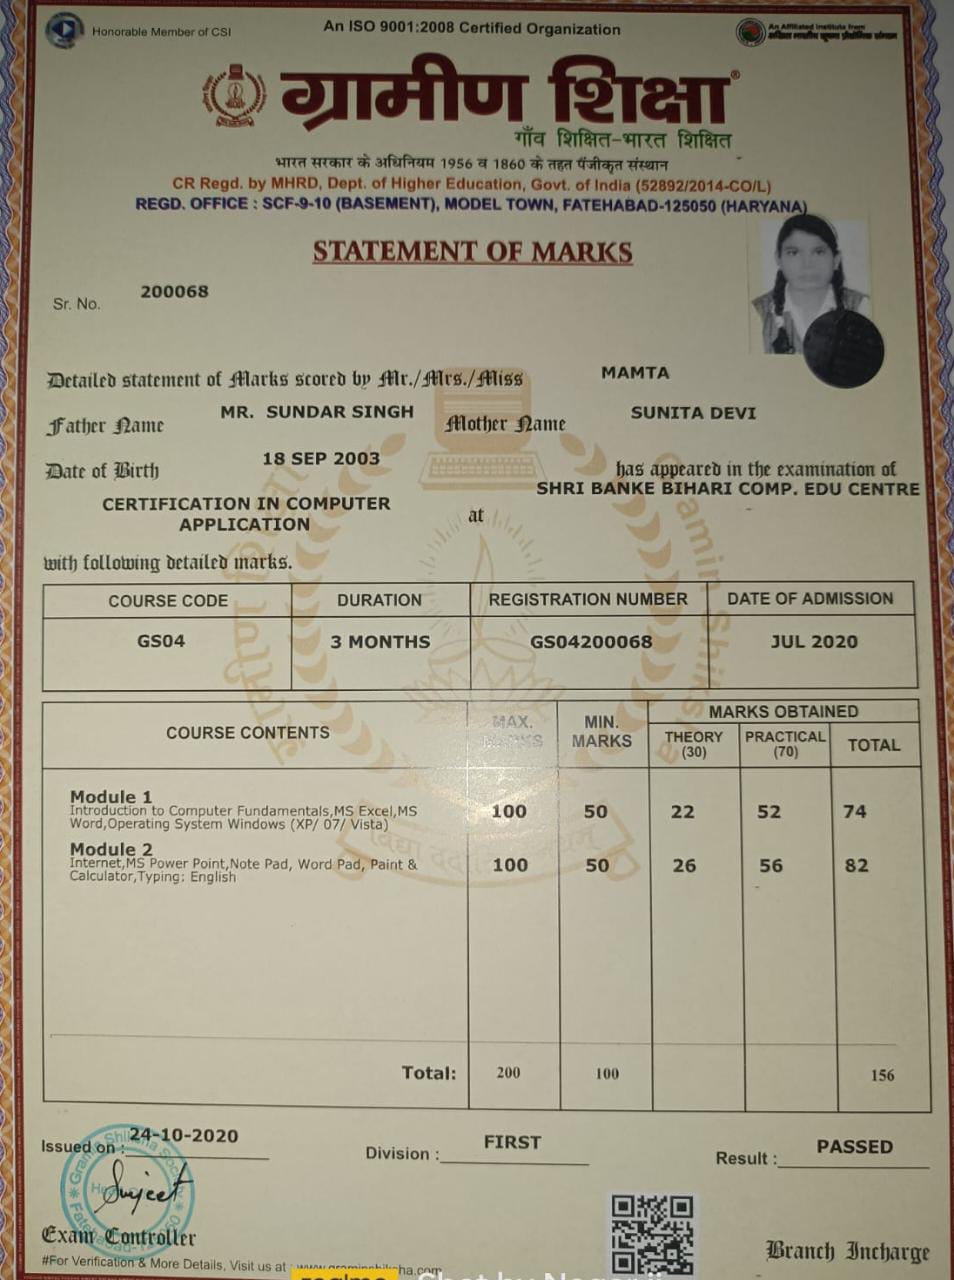 Honorable Member of CSI
An ISO 9001:2008 Certified Organization
An Affiliated Institute from
ग्रामीण शिक्षा®
गाँव शिक्षित-भारत शिक्षित
भारत सरकार के अधिनियम 1956 व 1860 के तहत पंजीकृत संस्थान
CR Regd. by MHRD, Dept. of Higher Education, Govt. of India (52892/2014-CO/L)
REGD. OFFICE : SCF-9-10 (BASEMENT), MODEL TOWN, FATEHABAD-125050 (HARYANA)
STATEMENT OF MARKS
Sr. No. 200068
Detailed statement of Marks scored by Mr./Mrs./Miss MAMTA
Father Name MR. SUNDAR SINGH Mother Name SUNITA DEVI
Date of Birth 18 SEP 2003 has appeared in the examination of
CERTIFICATION IN COMPUTER APPLICATION at SHRI BANKE BIHARI COMP. EDU CENTRE
with following detailed marks.
COURSE CODE DURATION REGISTRATION NUMBER DATE OF ADMISSION
GS04 3 MONTHS GS04200068 JUL 2020
COURSE CONTENTS MAX. MARKS MIN. MARKS MARKS OBTAINED
THEORY (30) PRACTICAL (70) TOTAL
Module 1
Introduction to Computer Fundamentals,MS Excel,MS
Word,Operating System Windows (XP/ 07/ Vista)
100 50 22 52 74
Module 2
Internet,MS Power Point,Note Pad, Word Pad, Paint &
Calculator,Typing: English
100 50 26 56 82
Total: 200 100 156
Issued on : 24-10-2020
Division : FIRST
Result : PASSED
Gramin Shiksha Society
Fatehabad-125050
Sujeet
Exam Controller
Branch Incharge
#For Verification & More Details, Visit us at :